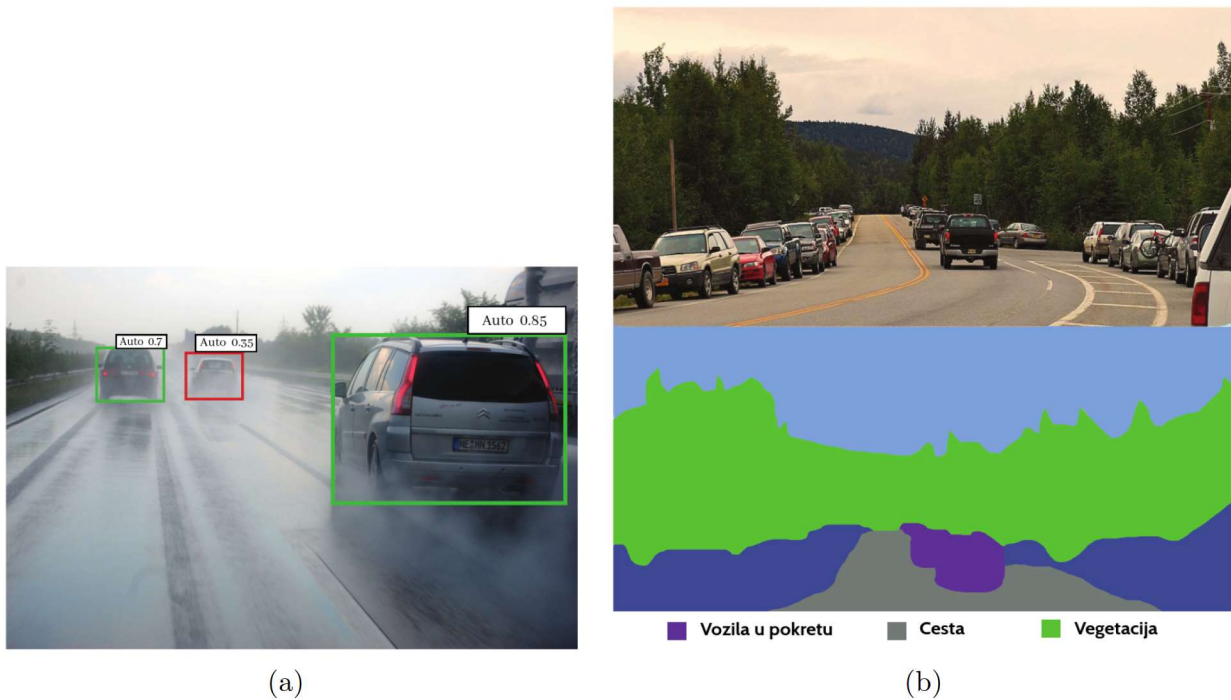 Auto 0.85
Auto 0.7
Auto 0.35
Vozila u pokretu
Cesta
Vegetacija
(a)
(b)